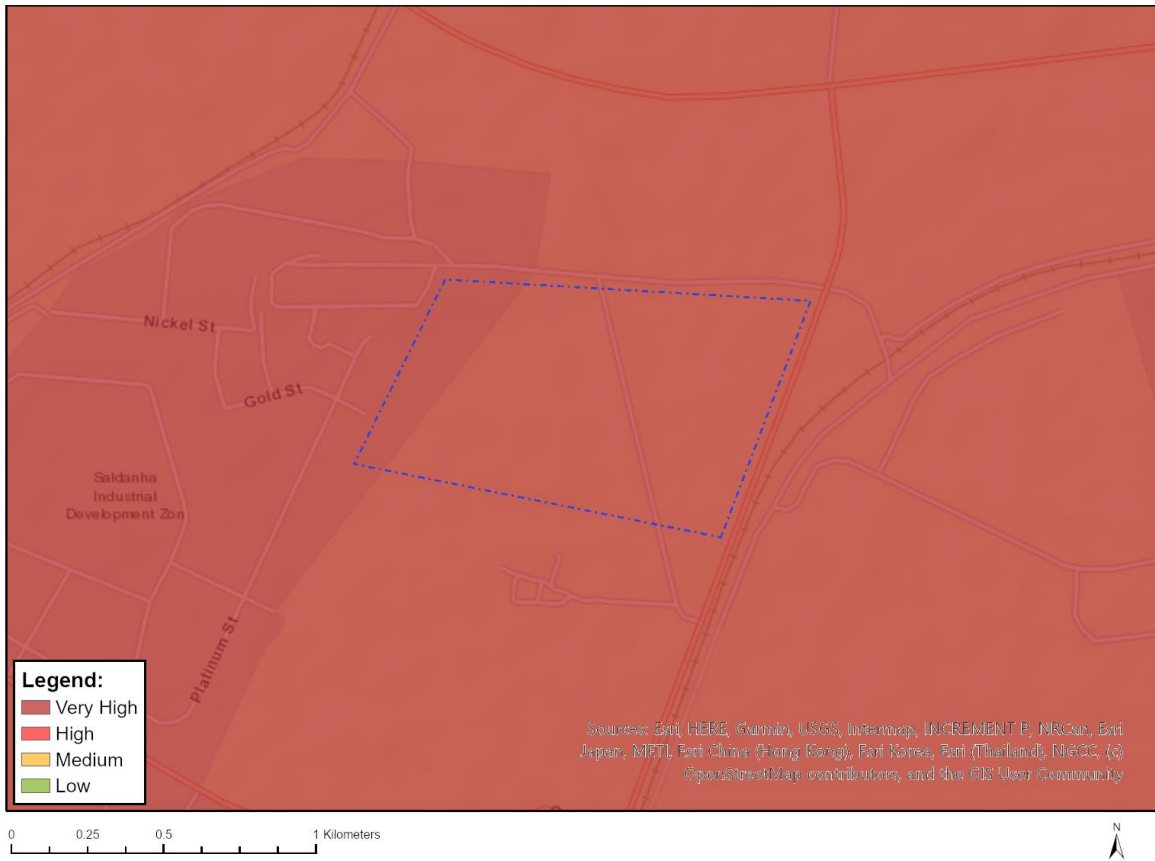 Nickel St
Gold St
Saldanha
Industrial
Development Zon
Platinum St
Legend:
Very High
High
Medium
Low
Sources: Esri, HERE, Garmin, USGS, Intermap, INCREMENT P, NRCan, Esri
Japan, METI, Esri China (Hong Kong), Esri Korea, Esri (Thailand), NGCC, (c)
OpenStreetMap contributors, and the GIS User Community
0 0.25 0.5 1 Kilometers
N